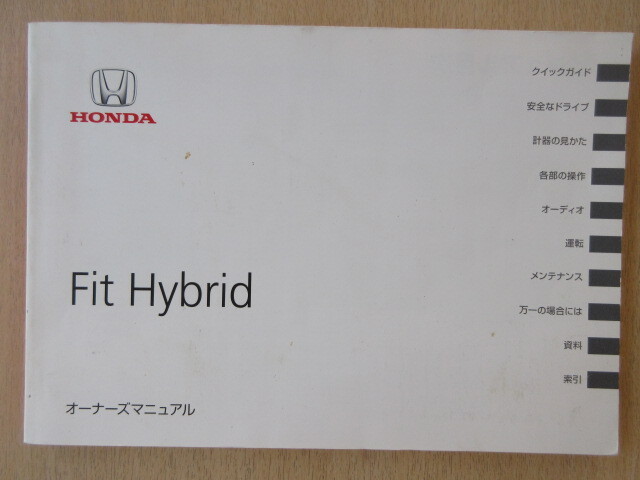 HONDA
Fit Hybrid
オーナーズマニュアル
クイックガイド
安全なドライブ
計器の見かた
各部の操作
オーディオ
運転
メンテナンス
万一の場合には
資料
索引